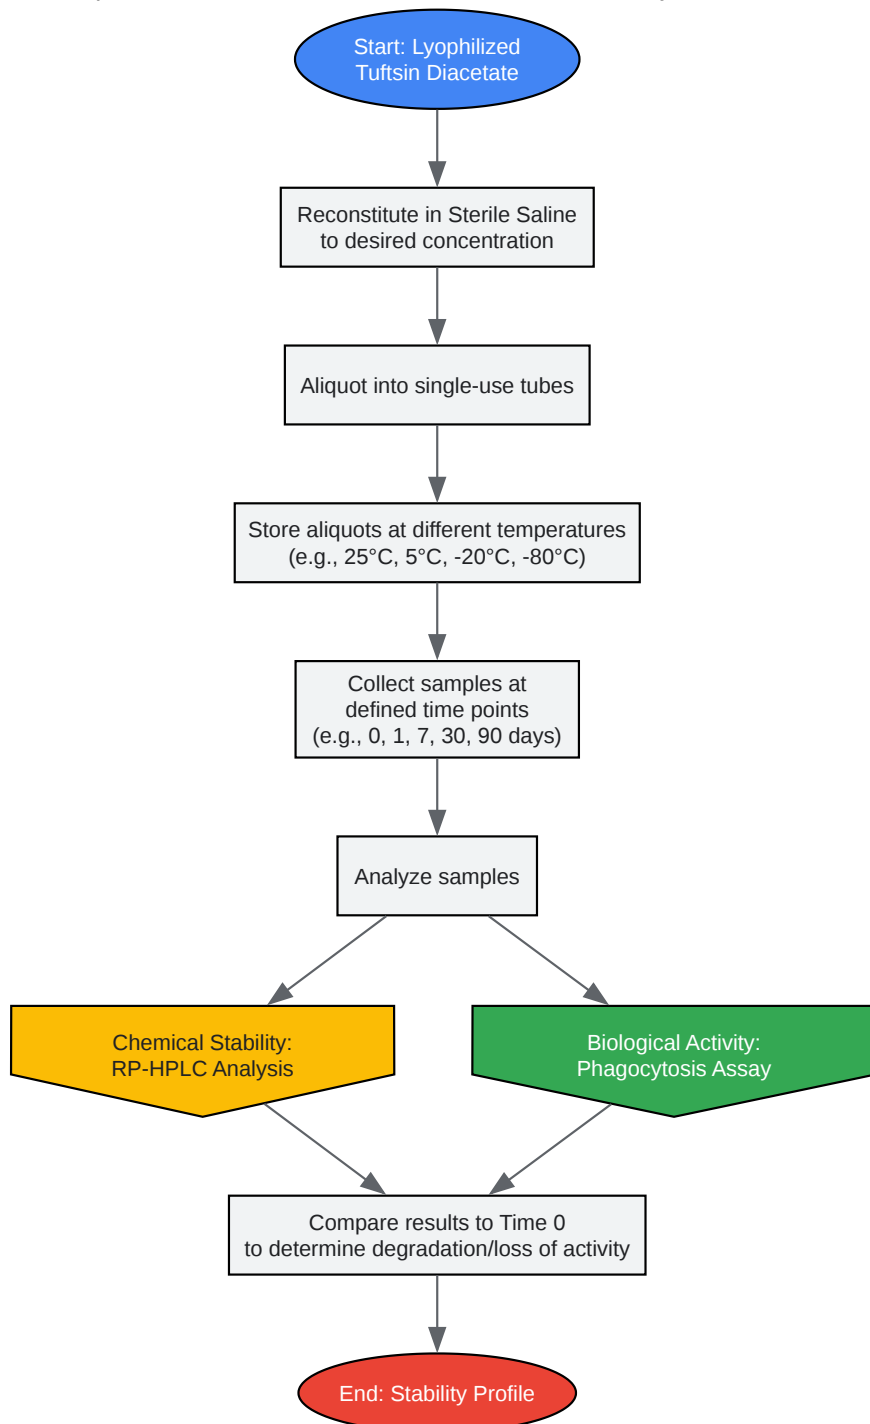 Start: Lyophilized
Tuftsin Diacetate
Reconstitute in Sterile Saline
to desired concentration
Aliquot into single-use tubes
Store aliquots at different temperatures
(e.g., 25°C, 5°C, -20°C, -80°C)
Collect samples at
defined time points
(e.g., 0, 1, 7, 30, 90 days)
Analyze samples
Chemical Stability:
RP-HPLC Analysis
Biological Activity:
Phagocytosis Assay
Compare results to Time 0
to determine degradation/loss of activity
End: Stability Profile